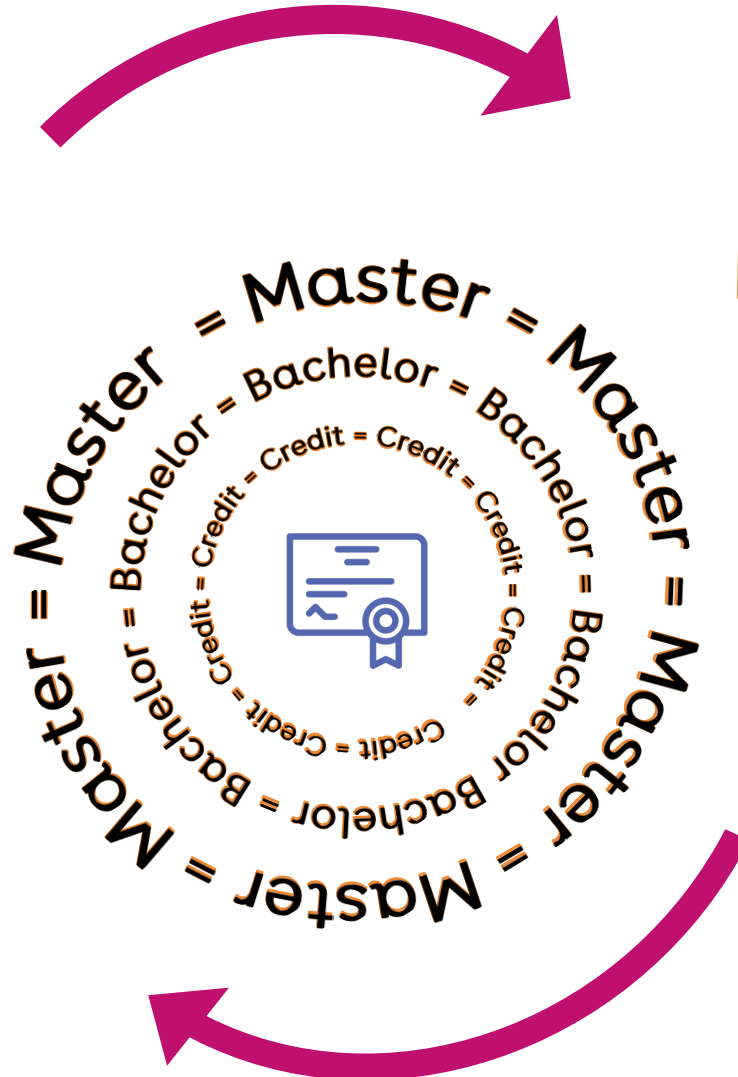 = Master = Master = Master = Master = Master = Master
Bachelor = Bachelor = Bachelor = Bachelor = Bachelor = Bachelor
Credit = Credit = Credit = Credit = Credit = Credit = Credit = Credit =